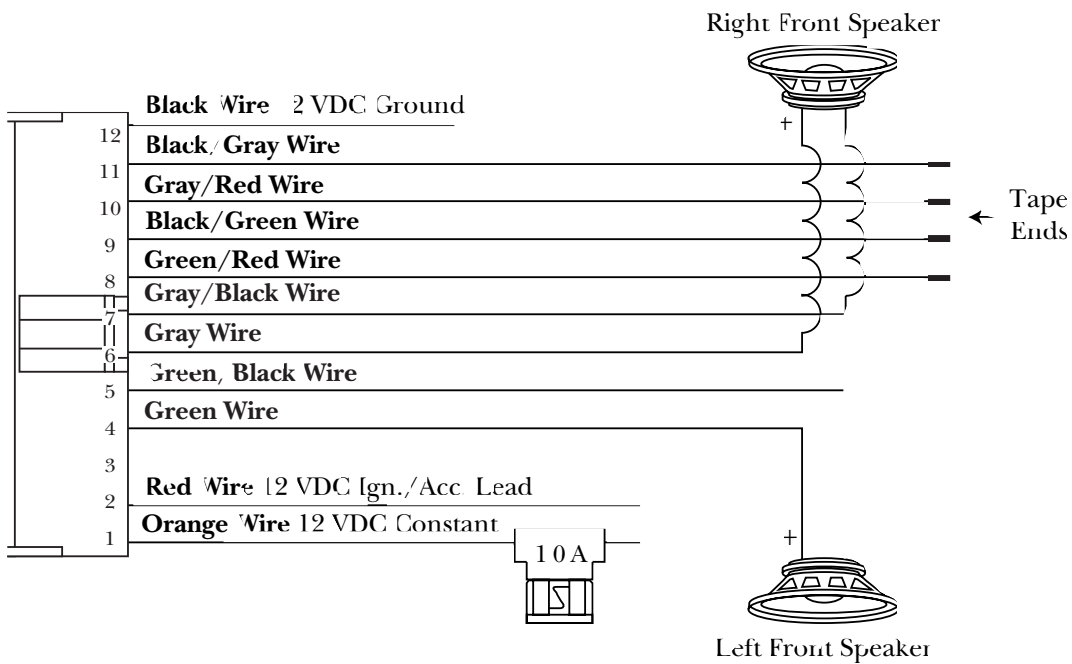 Right Front Speaker
Black Wire 2 VDC Ground
12
Black/Gray Wire
11
Gray/Red Wire
10
Black/Green Wire
9
Green/Red Wire
8
Gray/Black Wire
7
Gray Wire
6
Green/Black Wire
5
Green Wire
4
3
Red Wire 12 VDC Ign./Acc. Lead
2
Orange Wire 12 VDC Constant
1
10A
+
Tape
Ends
+
Left Front Speaker